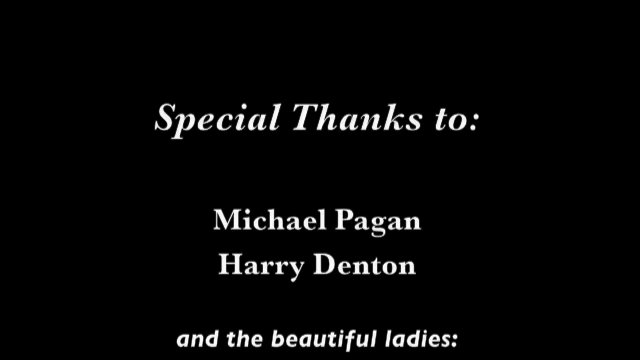 Special Thanks to:
Michael Pagan
Harry Denton
and the beautiful ladies: